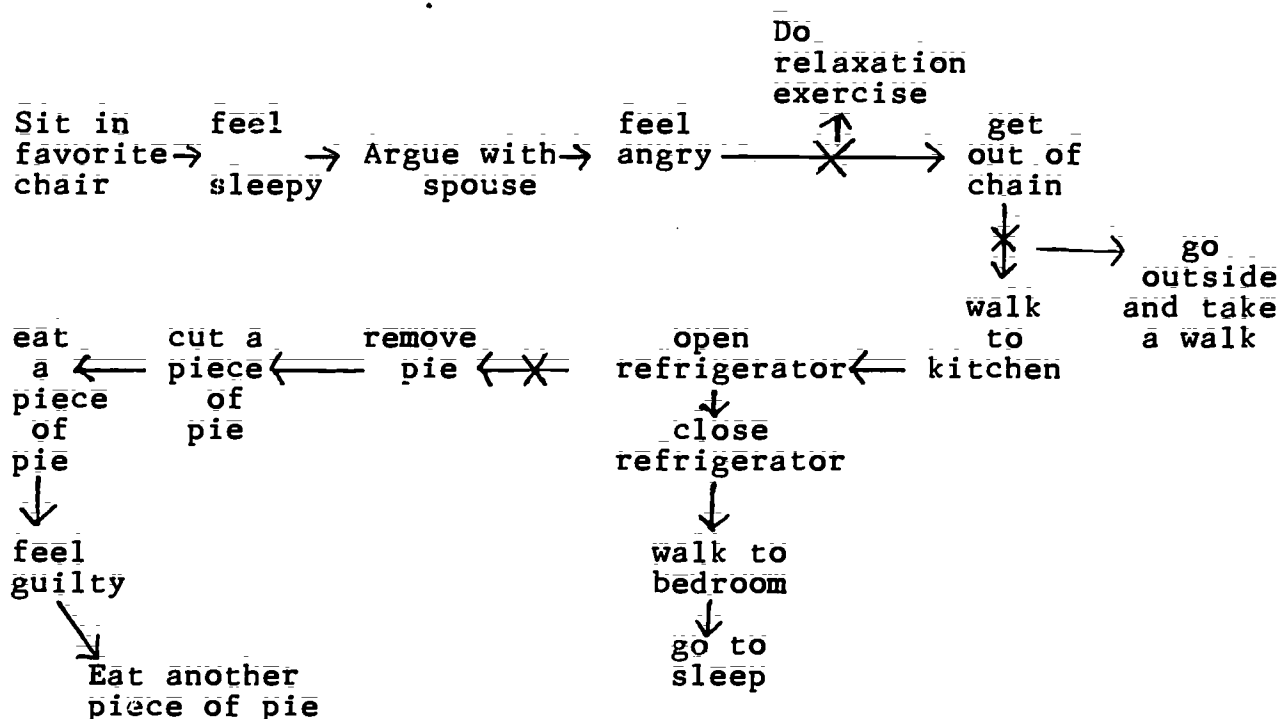 Do
relaxation
exercise
Sit in
favorite
chair
feel
sleepy
Argue with
spouse
feel
angry
get
out of
chain
go
outside
and take
a walk
walk
to
kitchen
open
refrigerator
remove
pie
cut a
piece
of
pie
eat
a
piece
of
pie
close
refrigerator
walk to
bedroom
go to
sleep
feel
guilty
Eat another
piece of pie